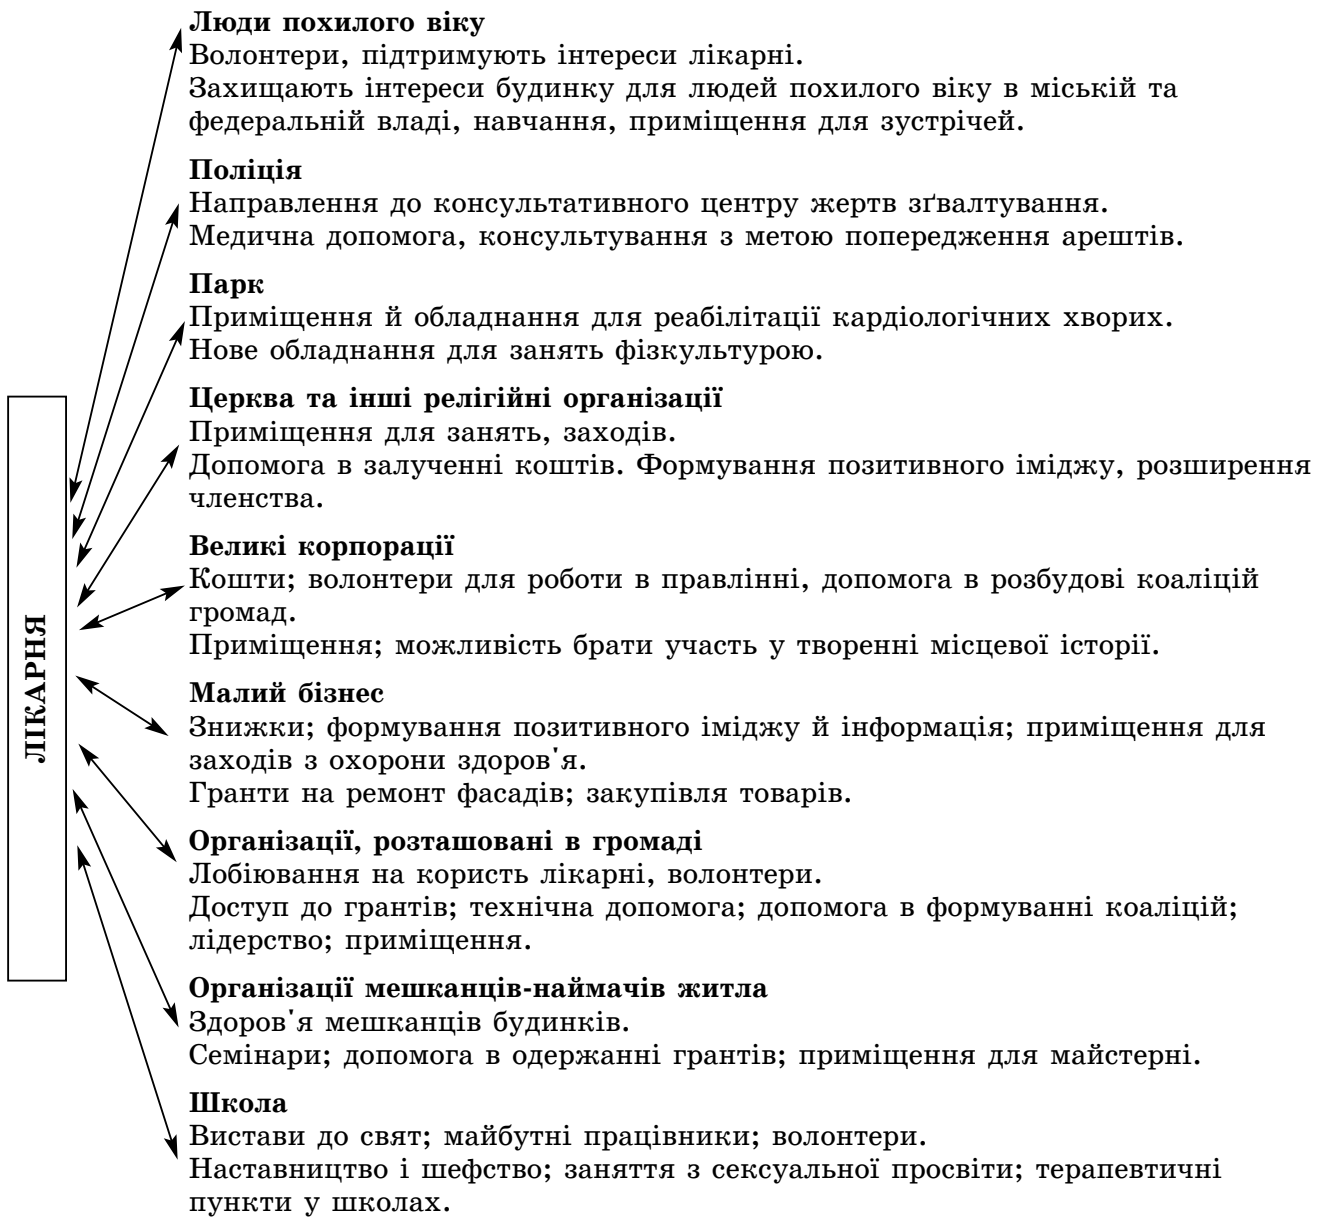 Люди похилого віку
Волонтери, підтримують інтереси лікарні.
Захищають інтереси будинку для людей похилого віку в міській та
федеральній владі, навчання, приміщення для зустрічей.
Поліція
Направлення до консультативного центру жертв зґвалтування.
Медична допомога, консультування з метою попередження арештів.
Парк
Приміщення й обладнання для реабілітації кардіологічних хворих.
Нове обладнання для занять фізкультурою.
Церква та інші релігійні організації
Приміщення для занять, заходів.
Допомога в залученні коштів. Формування позитивного іміджу, розширення
членства.
Великі корпорації
Кошти; волонтери для роботи в правлінні, допомога в розбудові коаліцій
громад.
Приміщення; можливість брати участь у творенні місцевої історії.
ЛІКАРНЯ
Малий бізнес
Знижки; формування позитивного іміджу й інформація; приміщення для
заходів з охорони здоров'я.
Гранти на ремонт фасадів; закупівля товарів.
Організації, розташовані в громаді
Лобіювання на користь лікарні, волонтери.
Доступ до грантів; технічна допомога; допомога в формуванні коаліцій;
лідерство; приміщення.
Організації мешканців-наймачів житла
Здоров'я мешканців будинків.
Семінари; допомога в одержанні грантів; приміщення для майстерні.
Школа
Вистави до свят; майбутні працівники; волонтери.
Наставництво і шефство; заняття з сексуальної просвіти; терапевтичні
пункти у школах.